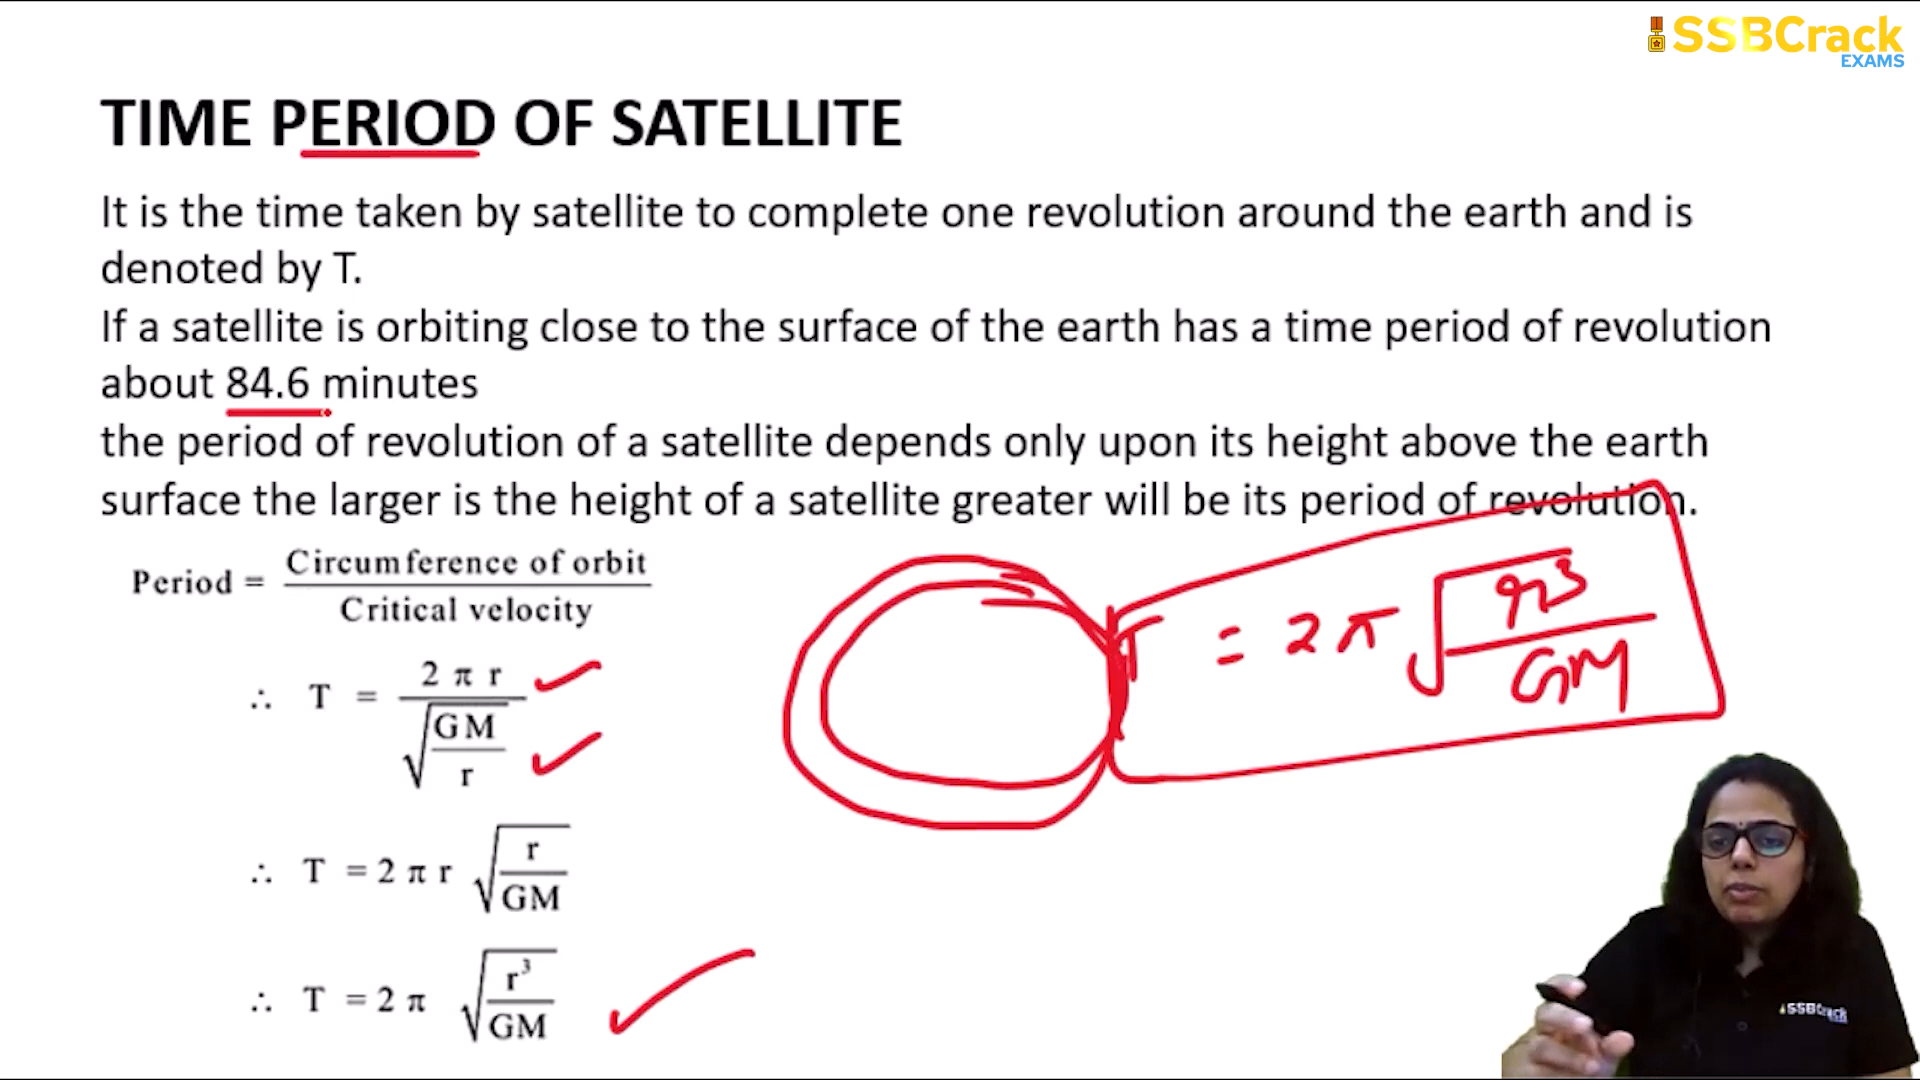 SSBCrack
EXAMS
TIME PERIOD OF SATELLITE
It is the time taken by satellite to complete one revolution around the earth and is
denoted by T.
If a satellite is orbiting close to the surface of the earth has a time period of revolution
about 84.6 minutes
the period of revolution of a satellite depends only upon its height above the earth
surface the larger is the height of a satellite greater will be its period of revolution.
Period = Circumference of orbit / Critical velocity
∴ T = 2 π r / √(GM / r)
∴ T = 2 π r √(r / GM)
∴ T = 2 π √(r³ / GM)
T = 2 π √(r³ / GM)
SSBCrack